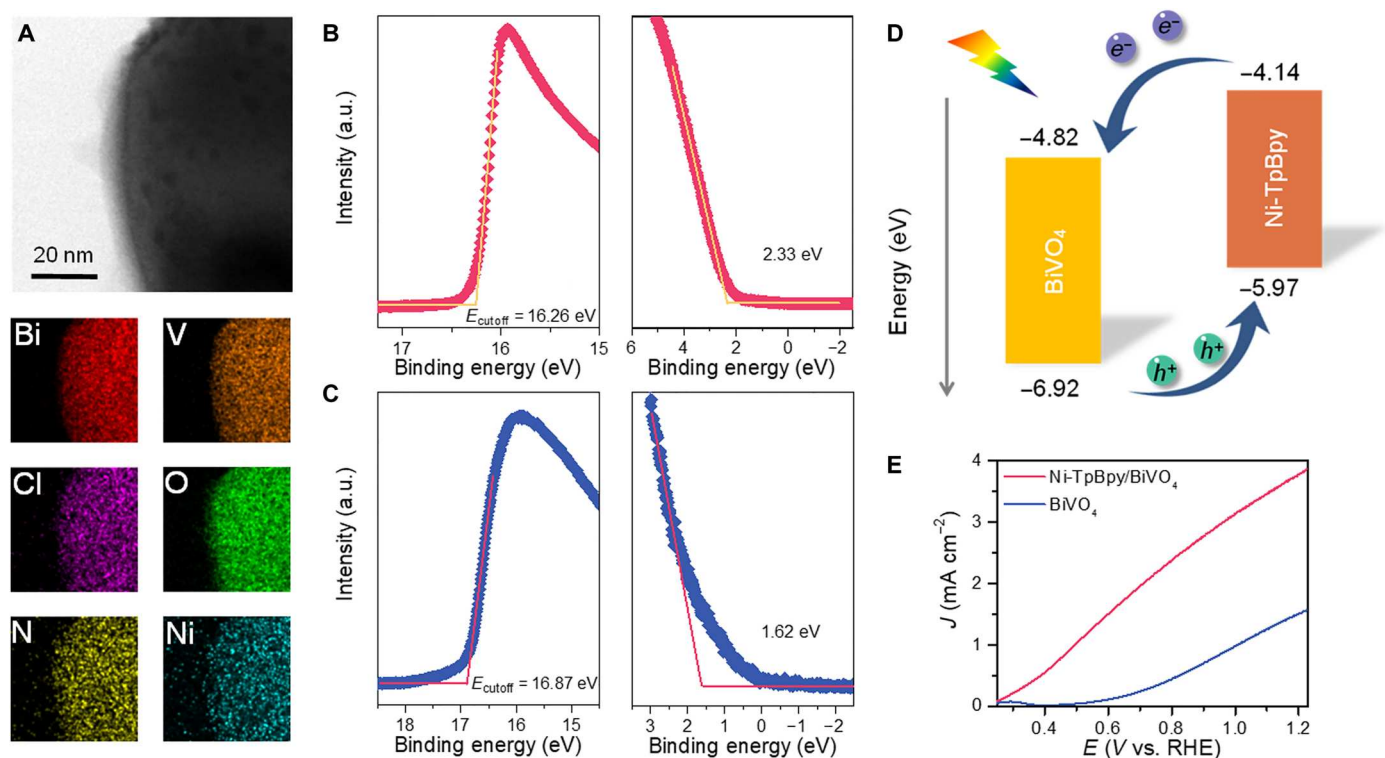 A
20 nm
Bi
V
Cl
O
N
Ni
B
Intensity (a.u.)
E_cutoff = 16.26 eV
17 16 15
Binding energy (eV)
2.33 eV
6 4 2 0 −2
Binding energy (eV)
C
Intensity (a.u.)
E_cutoff = 16.87 eV
18 17 16 15
Binding energy (eV)
1.62 eV
3 2 1 0 −1 −2
Binding energy (eV)
D
e⁻ e⁻
−4.14
−4.82
Energy (eV)
BiVO₄
Ni-TpBpy
−5.97
h⁺ h⁺
−6.92
E
J (mA cm⁻²)
4
3
2
1
0
Ni-TpBpy/BiVO₄
BiVO₄
0.4 0.6 0.8 1.0 1.2
E (V vs. RHE)